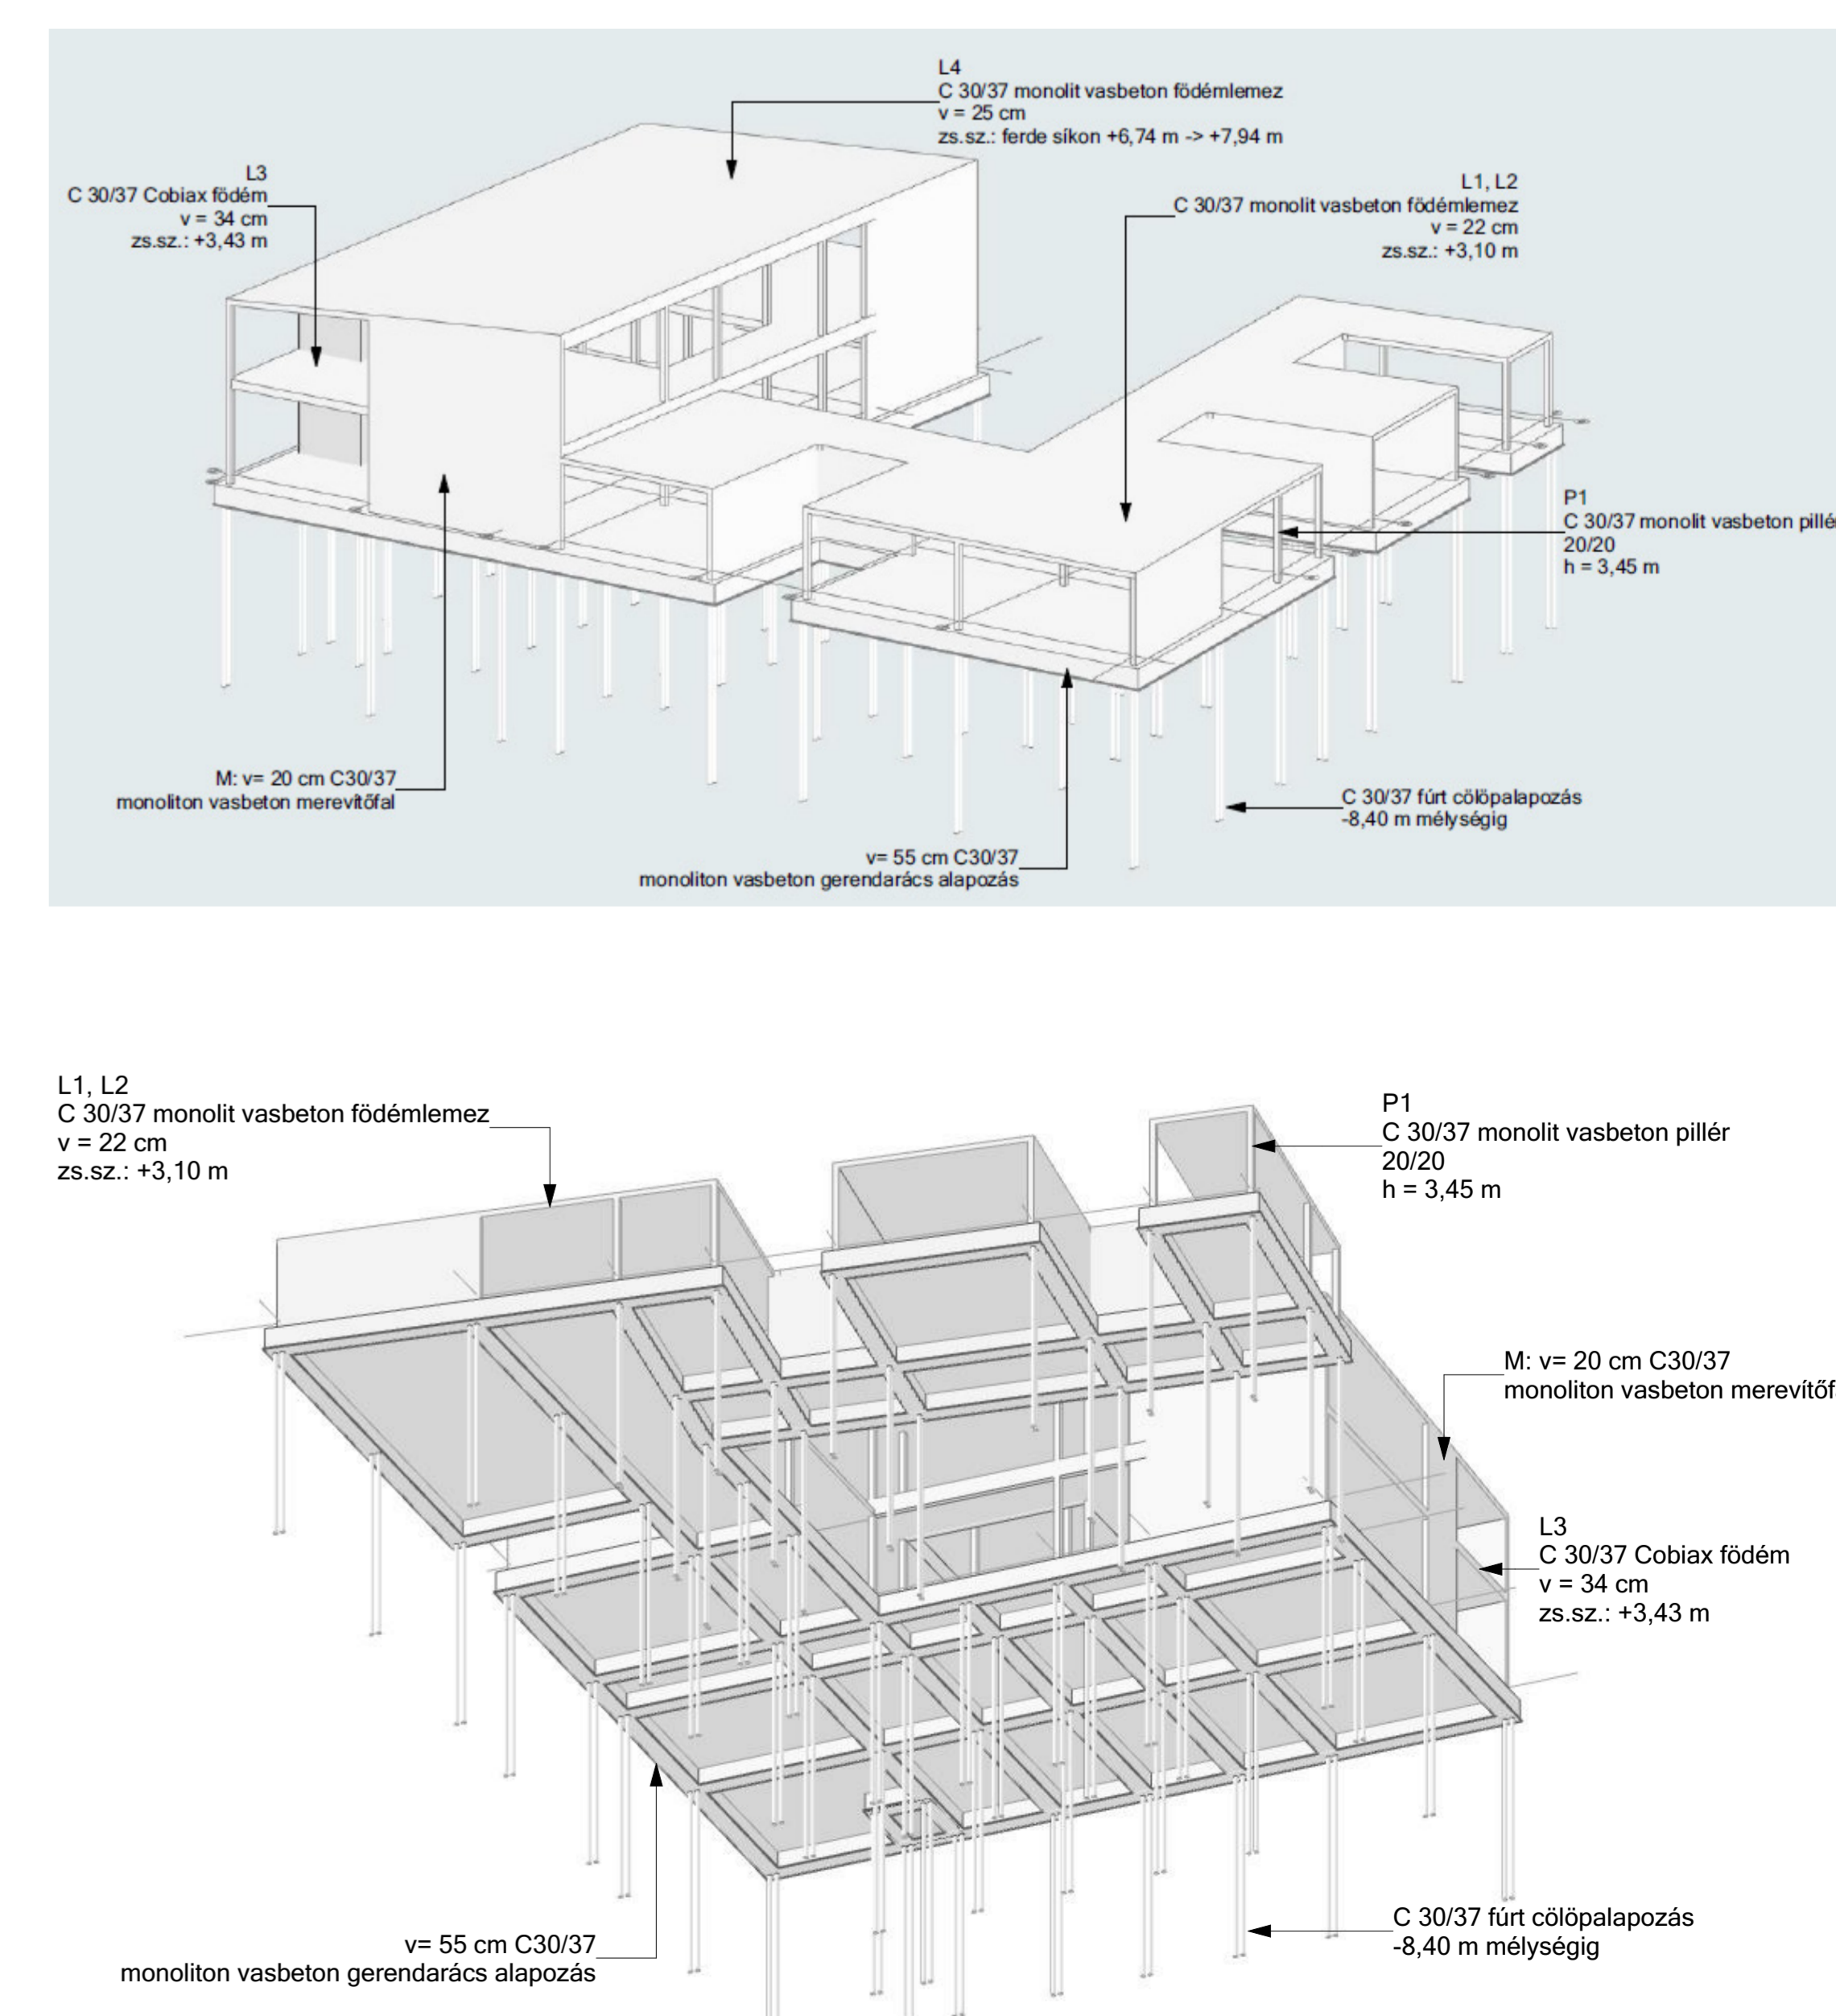 L4
C 30/37 monolit vasbeton födémlemez
v = 25 cm
zs.sz.: ferde síkon +6,74 m -> +7,94 m
L3
C 30/37 Cobiax födém
v = 34 cm
zs.sz.: +3,43 m
L1, L2
C 30/37 monolit vasbeton födémlemez
v = 22 cm
zs.sz.: +3,10 m
P1
C 30/37 monolit vasbeton pillér
20/20
h = 3,45 m
M: v= 20 cm C30/37
monoliton vasbeton merevítőfal
C 30/37 fúrt cölöpalapozás
-8,40 m mélységig
v= 55 cm C30/37
monoliton vasbeton gerendarács alapozás
L1, L2
C 30/37 monolit vasbeton födémlemez
v = 22 cm
zs.sz.: +3,10 m
P1
C 30/37 monolit vasbeton pillér
20/20
h = 3,45 m
M: v= 20 cm C30/37
monoliton vasbeton
L3
C 30/37 Cobiax födém
v = 34 cm
zs.sz.: +3,43 m
C 30/37 fúrt cölöpalapozás
-8,40 m mélységig
v= 55 cm C30/37
monoliton vasbeton gerendarács alapozás